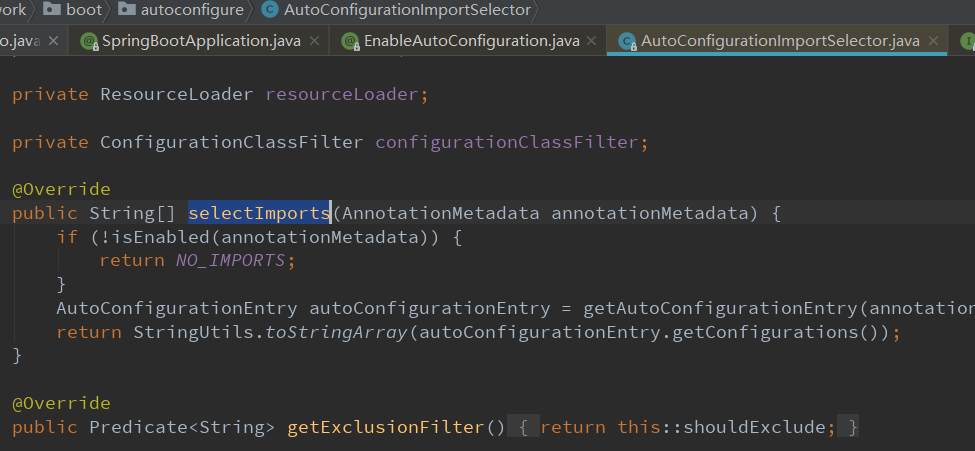 ork boot autoconfigure AutoConfigurationImportSelector
o.java SpringBootApplication.java EnableAutoConfiguration.java AutoConfigurationImportSelector.java
private ResourceLoader resourceLoader;
private ConfigurationClassFilter configurationClassFilter;
@Override
public String[] selectImports(AnnotationMetadata annotationMetadata) {
if (!isEnabled(annotationMetadata)) {
return NO_IMPORTS;
}
AutoConfigurationEntry autoConfigurationEntry = getAutoConfigurationEntry(annotation
return StringUtils.toStringArray(autoConfigurationEntry.getConfigurations());
}
@Override
public Predicate<String> getExclusionFilter() { return this::shouldExclude; }